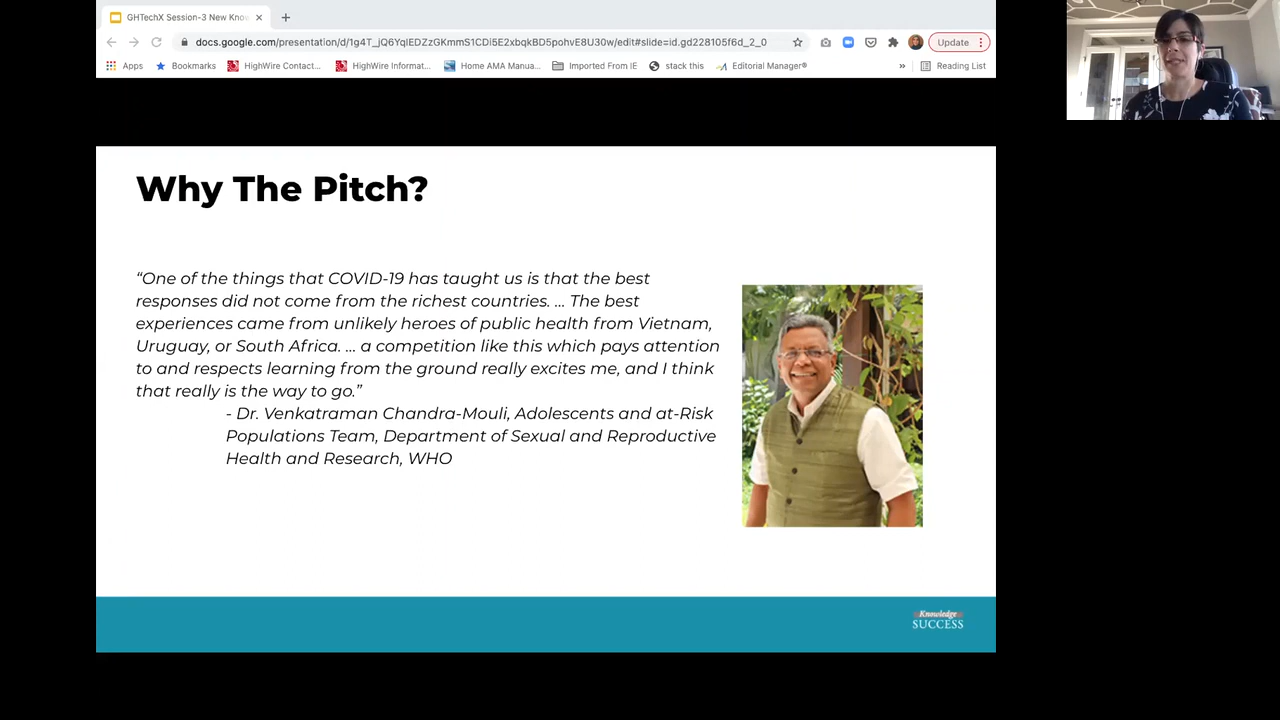 GHTechX Session-3 New Kno
docs.google.com/presentation/d/1g4T_jQ6YqIEDZzGKmmS1CDI5E2xbqkBD5pohvE8U30w/edit#slide=id.gd228105f6d_2_0
Update
Apps
Bookmarks
HighWire Contact...
HighWire Informat...
Home AMA Manua...
Imported From IE
stack this
Editorial Manager®
»
Reading List
Why The Pitch?
“One of the things that COVID-19 has taught us is that the best
responses did not come from the richest countries. ... The best
experiences came from unlikely heroes of public health from Vietnam,
Uruguay, or South Africa. ... a competition like this which pays attention
to and respects learning from the ground really excites me, and I think
that really is the way to go.”
- Dr. Venkatraman Chandra-Mouli, Adolescents and at-Risk
Populations Team, Department of Sexual and Reproductive
Health and Research, WHO
Knowledge
SUCCESS